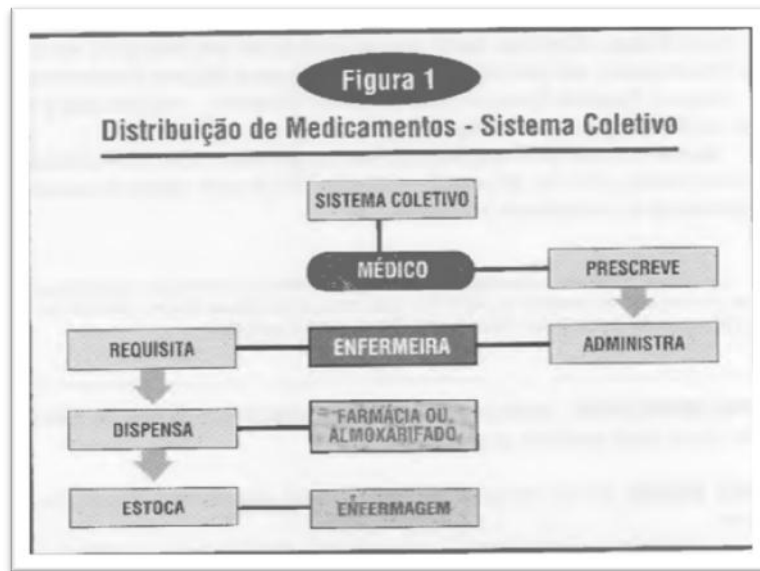 Figura 1
Distribuição de Medicamentos - Sistema Coletivo
SISTEMA COLETIVO
MÉDICO
PRESCREVE
REQUISITA
ENFERMEIRA
ADMINISTRA
DISPENSA
FARMÁCIA OU,
ALMOXARIFADO
ESTOCA
ENFERMAGEM